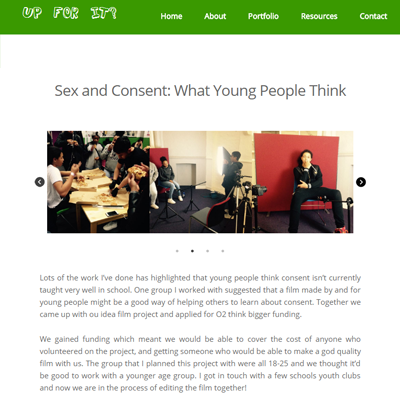 UP FOR IT?
Home About Portfolio Resources Contact
Sex and Consent: What Young People Think
Lots of the work I've done has highlighted that young people think consent isn't currently
taught very well in school. One group I worked with suggested that a film made by and for
young people might be a good way of helping others to learn about consent. Together we
came up with ou idea film project and applied for O2 think bigger funding.
We gained funding which meant we would be able to cover the cost of anyone who
volunteered on the project, and getting someone who would be able to make a god quality
film with us. The group that I planned this project with were all 18-25 and we thought it'd
be good to work with a younger age group. I got in touch with a few schools youth clubs
and now we are in the process of editing the film together!